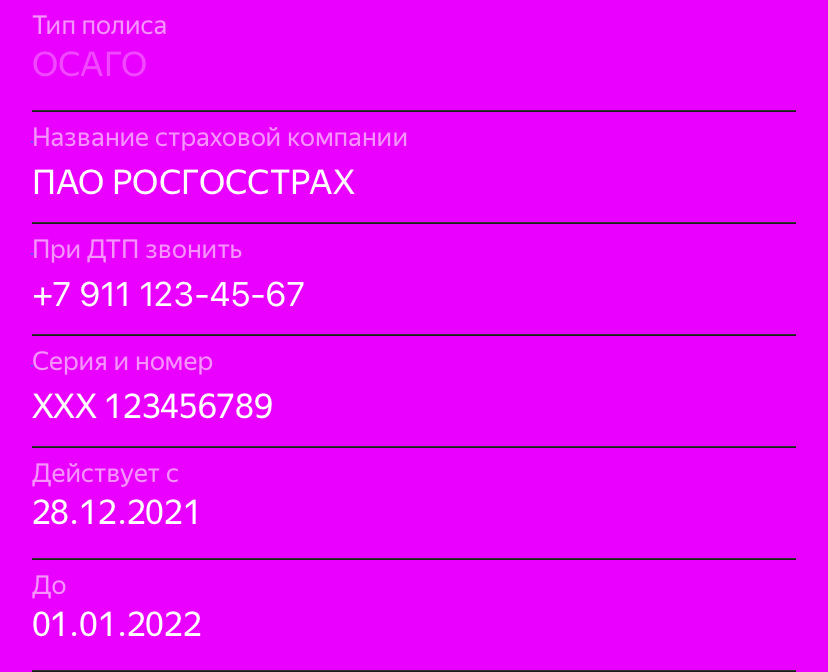 Тип полиса
ОСАГО
Название страховой компании
ПАО РОСГОССТРАХ
При ДТП звонить
+7 911 123-45-67
Серия и номер
ХХХ 123456789
Действует с
28.12.2021
До
01.01.2022